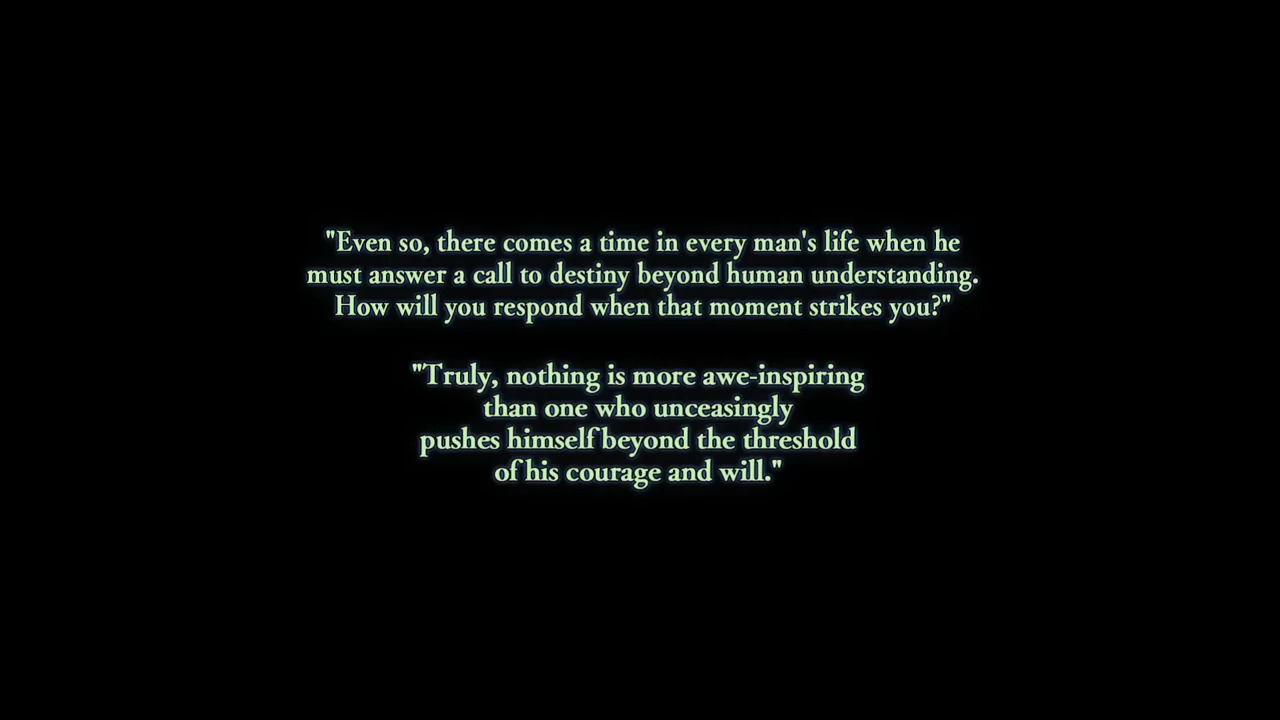 "Even so, there comes a time in every man's life when he
must answer a call to destiny beyond human understanding.
How will you respond when that moment strikes you?"
"Truly, nothing is more awe-inspiring
than one who unceasingly
pushes himself beyond the threshold
of his courage and will."